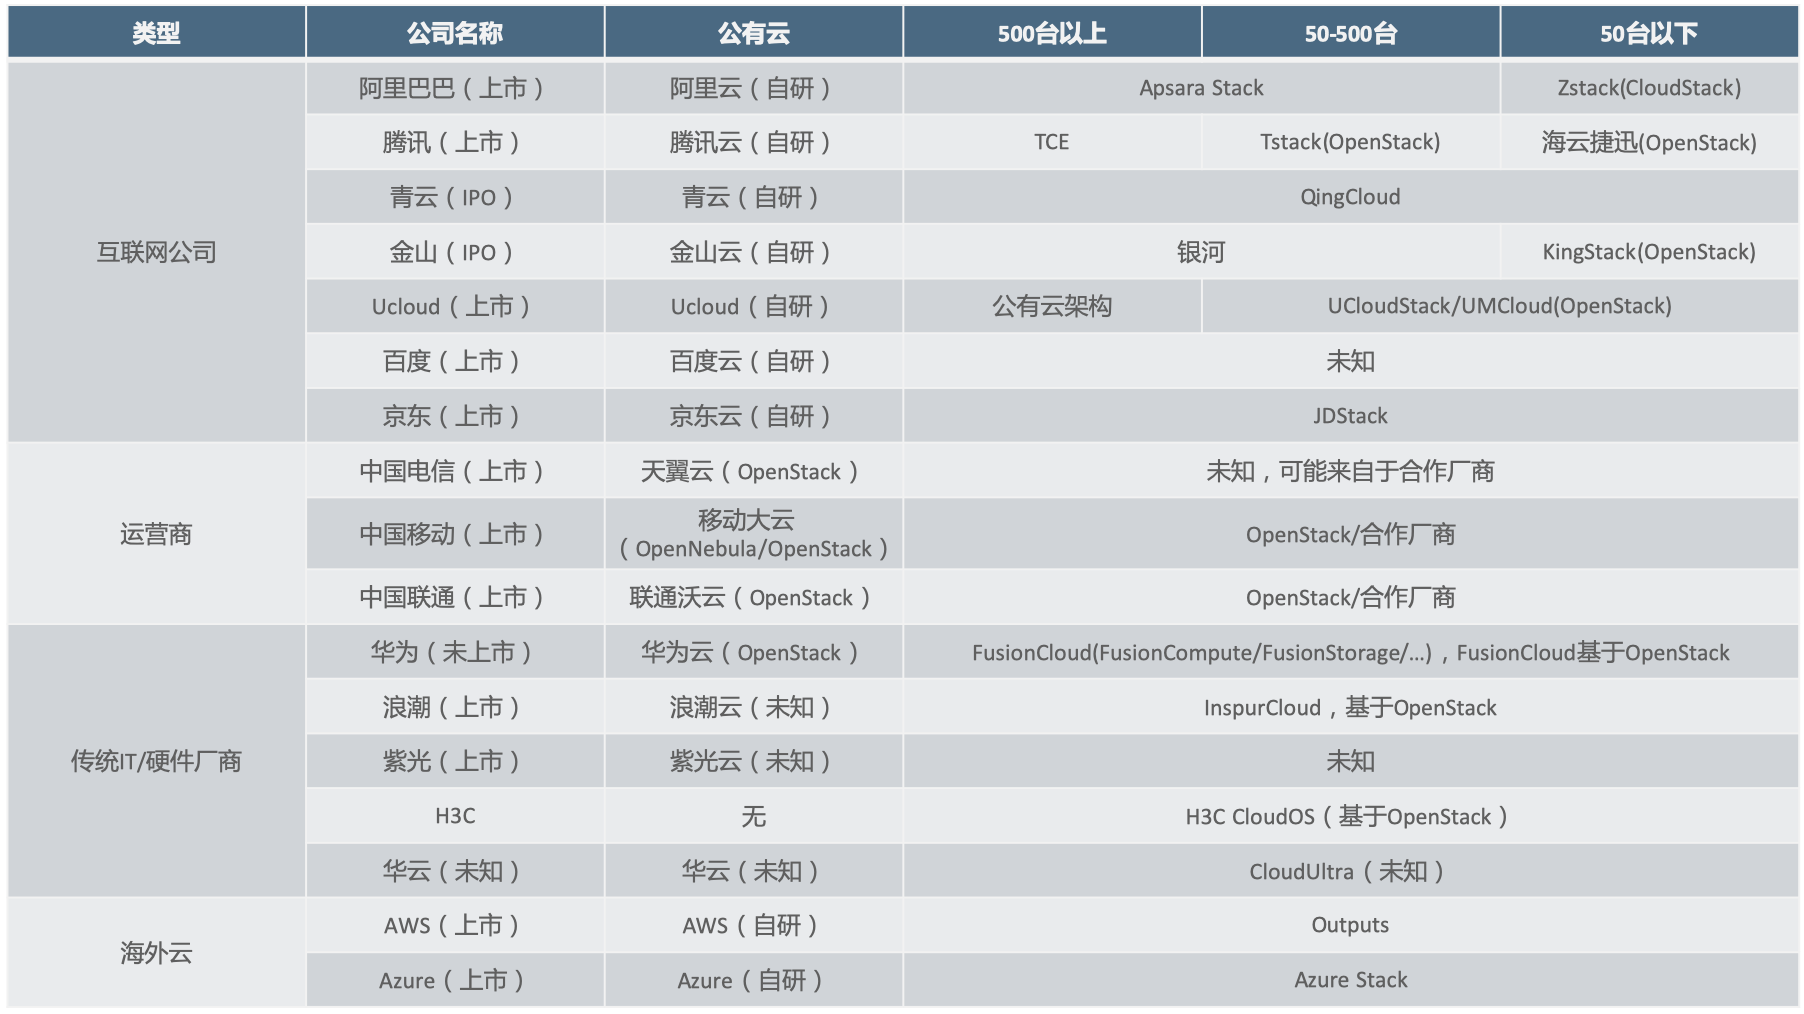 类型 公司名称 公有云 500台以上 50-500台 50台以下
互联网公司
阿里巴巴（上市） 阿里云（自研） Apsara Stack Zstack(CloudStack)
腾讯（上市） 腾讯云（自研） TCE Tstack(OpenStack) 海云捷迅(OpenStack)
青云（IPO） 青云（自研） QingCloud
金山（IPO） 金山云（自研） 银河 KingStack(OpenStack)
Ucloud（上市） Ucloud（自研） 公有云架构 UCloudStack/UMCloud(OpenStack)
百度（上市） 百度云（自研） 未知
京东（上市） 京东云（自研） JDStack
运营商
中国电信（上市） 天翼云（OpenStack） 未知，可能来自于合作厂商
中国移动（上市） 移动大云
（OpenNebula/OpenStack） OpenStack/合作厂商
中国联通（上市） 联通沃云（OpenStack） OpenStack/合作厂商
传统IT/硬件厂商
华为（未上市） 华为云（OpenStack） FusionCloud(FusionCompute/FusionStorage/...)，FusionCloud基于OpenStack
浪潮（上市） 浪潮云（未知） InspurCloud，基于OpenStack
紫光（上市） 紫光云（未知） 未知
H3C 无 H3C CloudOS（基于OpenStack）
华云（未知） 华云（未知） CloudUltra（未知）
海外云
AWS（上市） AWS（自研） Outputs
Azure（上市） Azure（自研） Azure Stack